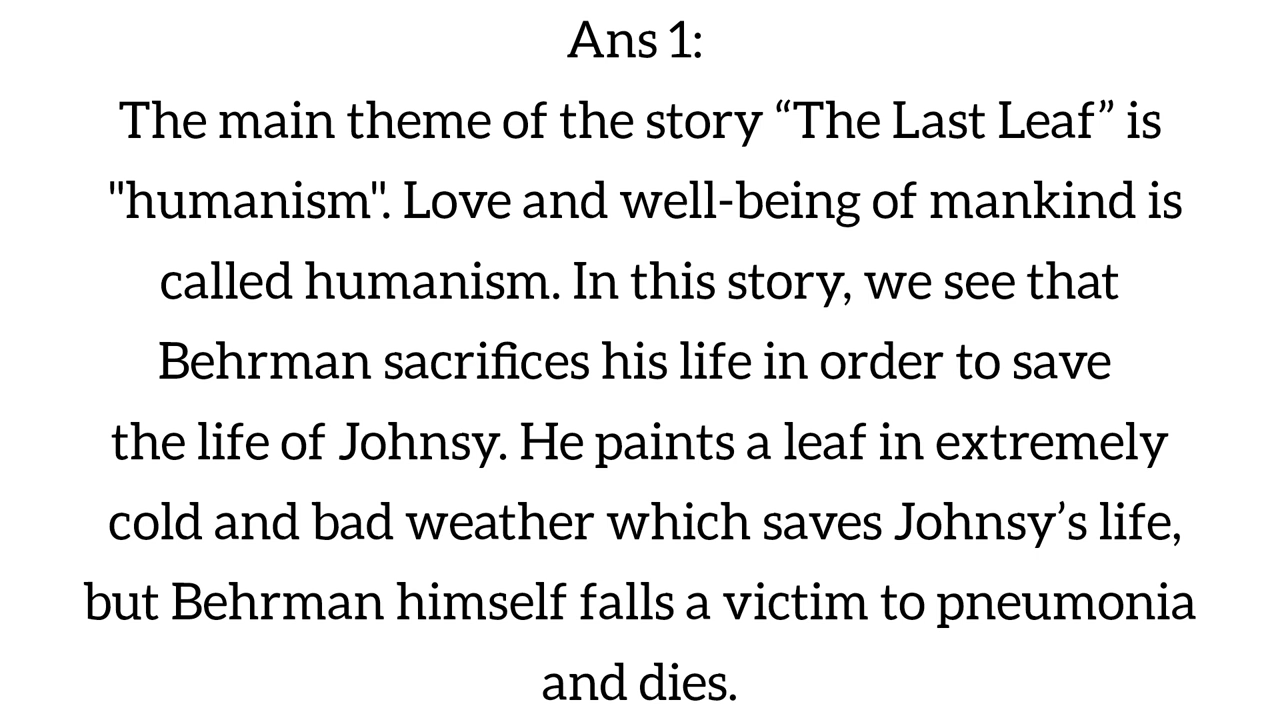 Ans 1:
The main theme of the story “The Last Leaf” is
"humanism". Love and well-being of mankind is
called humanism. In this story, we see that
Behrman sacrifices his life in order to save
the life of Johnsy. He paints a leaf in extremely
cold and bad weather which saves Johnsy’s life,
but Behrman himself falls a victim to pneumonia
and dies.